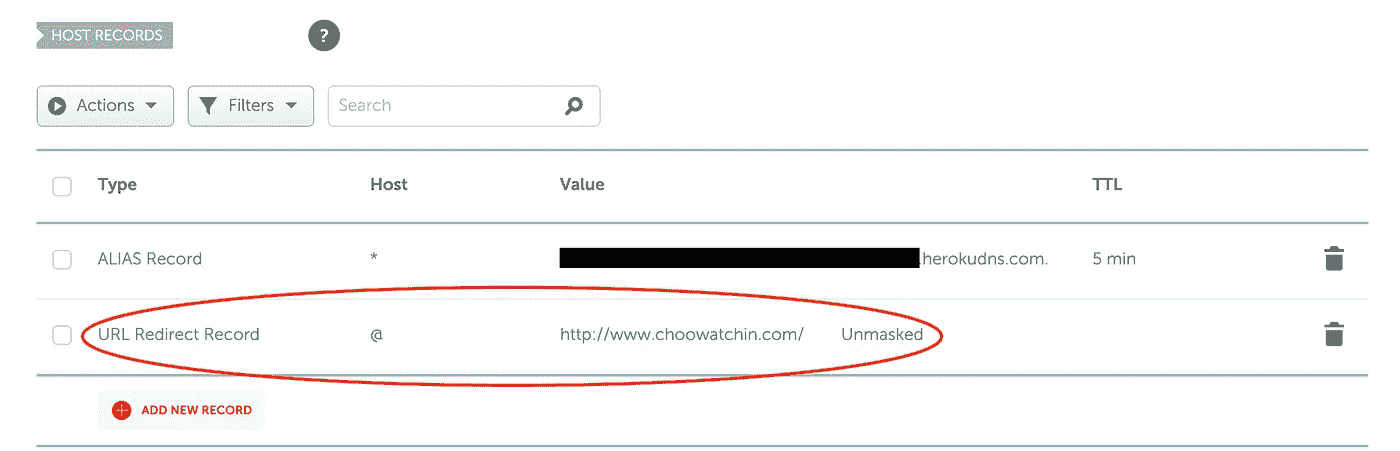 HOST RECORDS ?
Actions Filters Search
Type Host Value TTL
ALIAS Record * .herokudns.com. 5 min
URL Redirect Record @ http://www.choowatchin.com/ Unmasked
ADD NEW RECORD